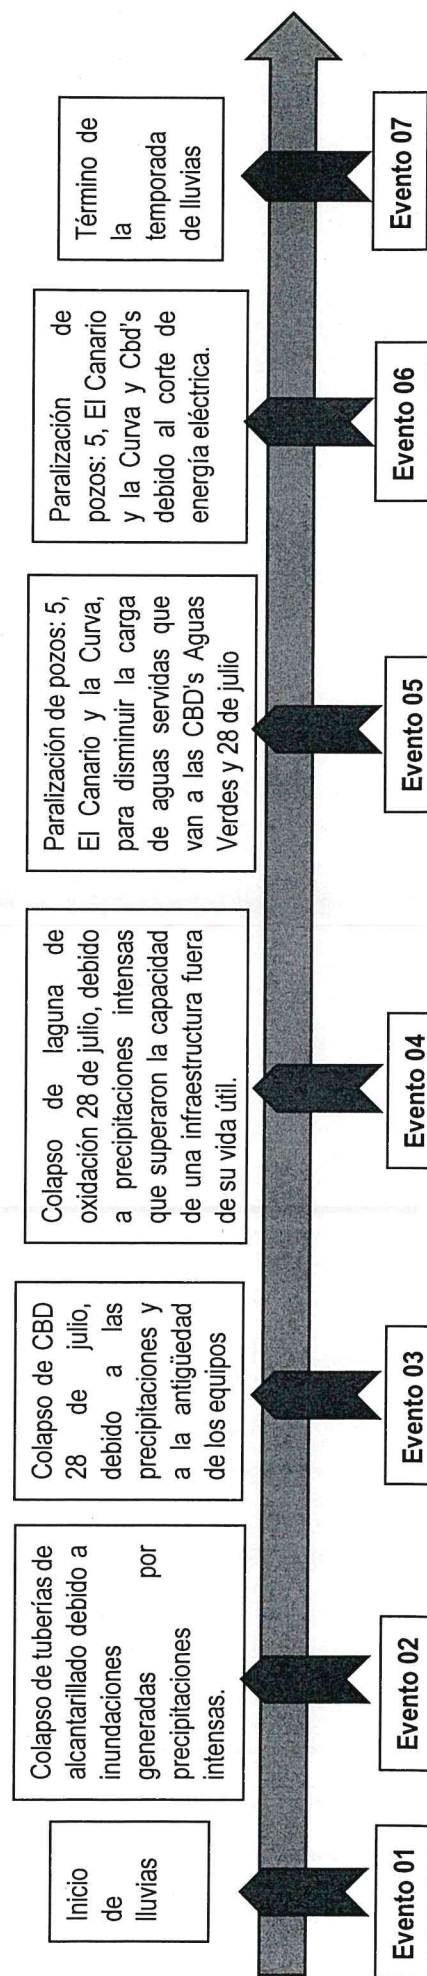 Inicio
de
lluvias
Colapso de tuberías de
alcantarillado debido a
inundaciones
generadas por
precipitaciones
intensas.
Colapso de CBD
28 de julio,
debido a las
precipitaciones y
a la antigüedad
de los equipos
Colapso de laguna de
oxidación 28 de julio, debido
a precipitaciones intensas
que superaron la capacidad
de una infraestructura fuera
de su vida útil.
Paralización de pozos: 5,
El Canario y la Curva,
para disminuir la carga
de aguas servidas que
van a las CBD's Aguas
Verdes y 28 de julio
Paralización de
pozos: 5, El Canario
y la Curva y Cbd's
debido al corte de
energía eléctrica.
Término de
la
temporada
de lluvias
Evento 01
Evento 02
Evento 03
Evento 04
Evento 05
Evento 06
Evento 07